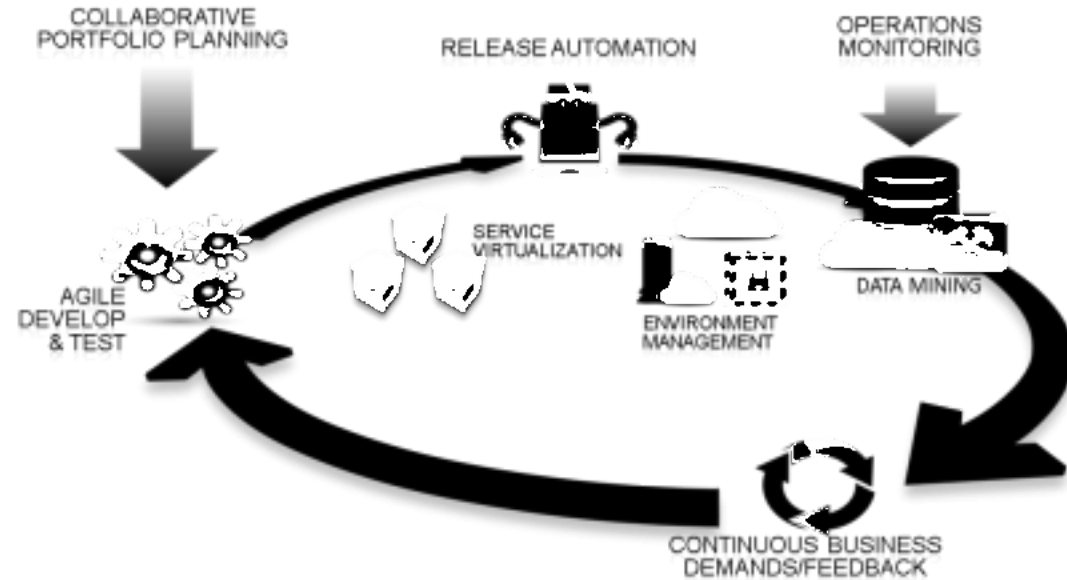 COLLABORATIVE
PORTFOLIO PLANNING
RELEASE AUTOMATION
OPERATIONS
MONITORING
SERVICE
VIRTUALIZATION
AGILE
DEVELOP
& TEST
ENVIRONMENT
MANAGEMENT
DATA MINING
CONTINUOUS BUSINESS
DEMANDS/FEEDBACK